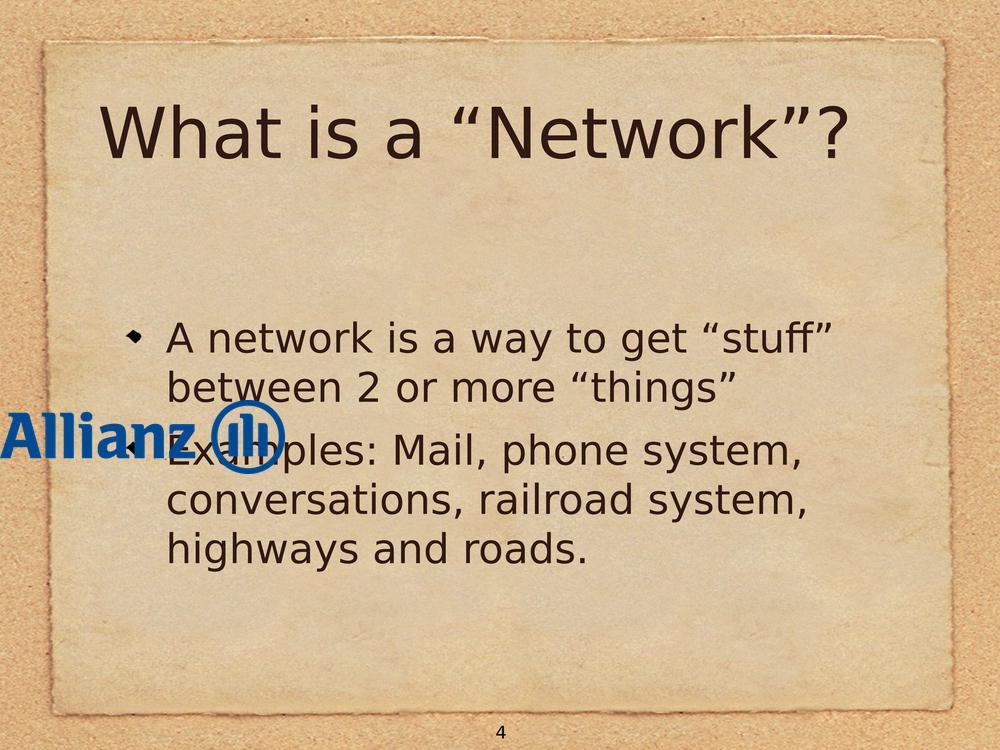 What is a “Network”?
A network is a way to get “stuff”
between 2 or more “things”
Allianz
Examples: Mail, phone system,
conversations, railroad system,
highways and roads.
4